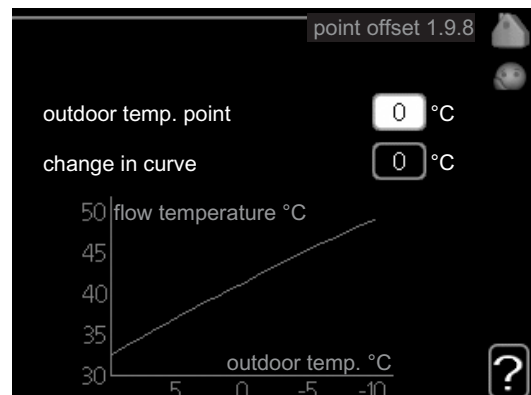 point offset 1.9.8
outdoor temp. point 0 °C
change in curve 0 °C
50 flow temperature °C
45
40
35
outdoor temp. °C
30
5 0 -5 -10
?